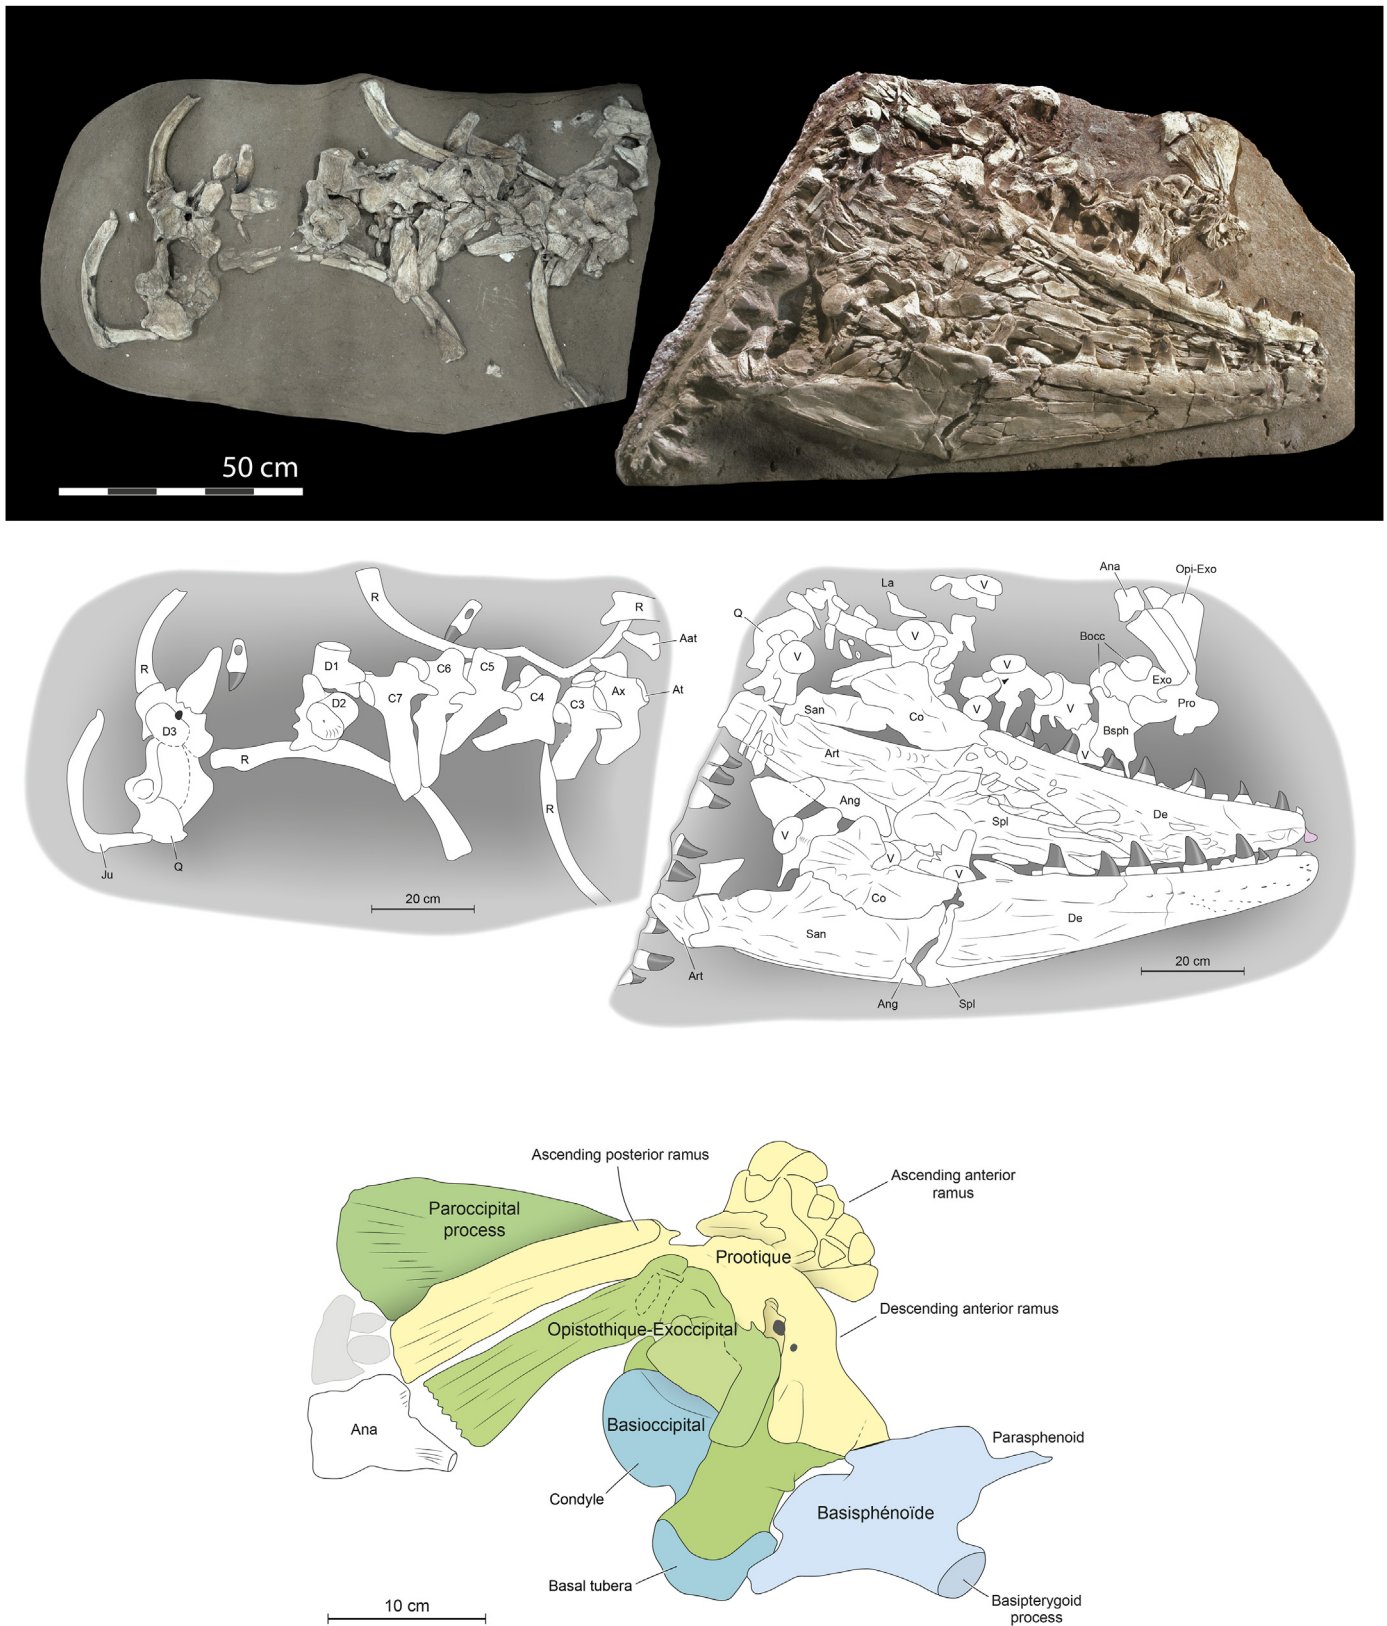 50 cm
R
R
R
Aat
D1
C6
C5
R
C7
C4
Ax
At
D2
C3
D3
R
R
Ju
Q
20 cm
Ana
Opi-Exo
La
V
Q
V
Bocc
V
V
Exo
San
Co
V
V
Pro
Bsph
Art
V
Ang
De
Spl
V
V
V
Co
De
San
Art
20 cm
Ang
Spl
Ascending posterior ramus
Ascending anterior
ramus
Paroccipital
process
Prootique
Descending anterior ramus
Opistothique-Exoccipital
Ana
Basioccipital
Parasphenoid
Condyle
Basisphénoïde
Basal tubera
Basipterygoid
process
10 cm